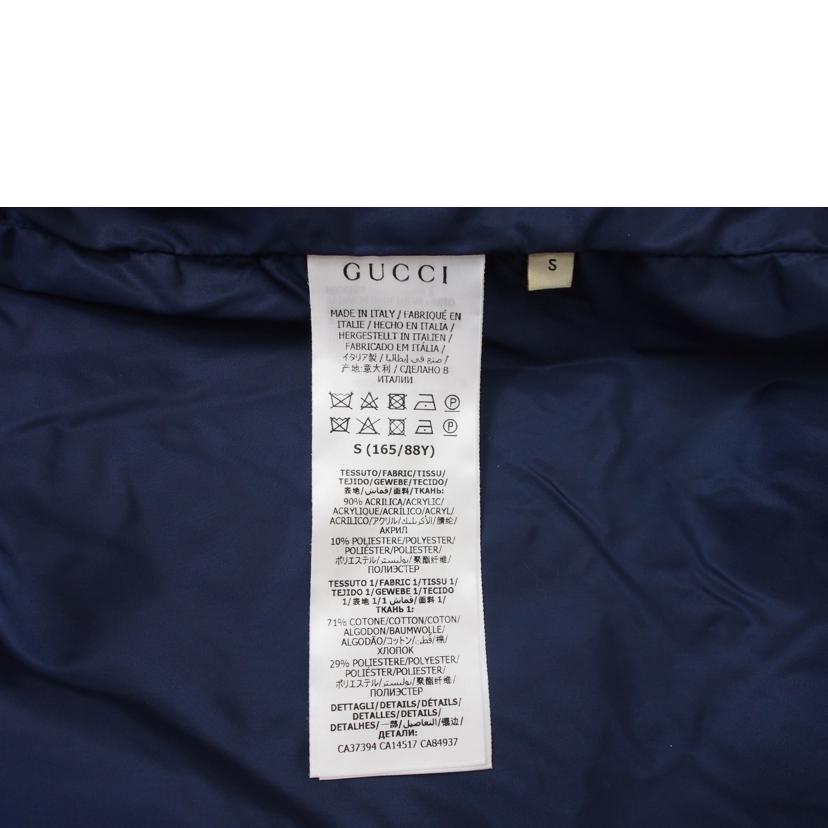 GUCCI
S
MADE IN ITALY / FABRIQUÉ EN
ITALIE / HECHO EN ITALIA /
HERGESTELLT IN ITALIEN /
FABRICADO EM ITÁLIA /
イタリア製 / صنع في إيطاليا /
产地:意大利 / СДЕЛАНО В
ИТАЛИИ
S (165/88Y)
TESSUTO/FABRIC/TISSU/
TEJIDO/GEWEBE/TECIDO/
表地/قماش/面料/ТКАНЬ:
90% ACRILICA/ACRYLIC/
ACRYLIQUE/ACRÍLICO/ACRYL/
ACRÍLICO/アクリル/الأكريليك/腈纶/
АКРИЛ
10% POLIESTERE/POLYESTER/
POLIÉSTER/POLYESTER/
ポリエステル/بوليستر/聚酯纤维/
ПОЛИЭСТЕР
TESSUTO 1/FABRIC 1/TISSU 1/
TEJIDO 1/GEWEBE 1/TECIDO
1/表地 1/قماش 1/面料 1/
ТКАНЬ 1:
71% COTONE/COTTON/COTON/
ALGODON/BAUMWOLLE/
ALGODÃO/コットン/قطن/棉/
ХЛОПОК
29% POLIESTERE/POLYESTER/
POLIÉSTER/POLYESTER/
ポリエステル/بوليستر/聚酯纤维/
ПОЛИЭСТЕР
DETTAGLI/DETAILS/DÉTAILS/
DETALLES/DETAILS/
DETALHES/一部/التفاصيل/镶边/
ДЕТАЛИ:
CA37394 CA14517 CA84937